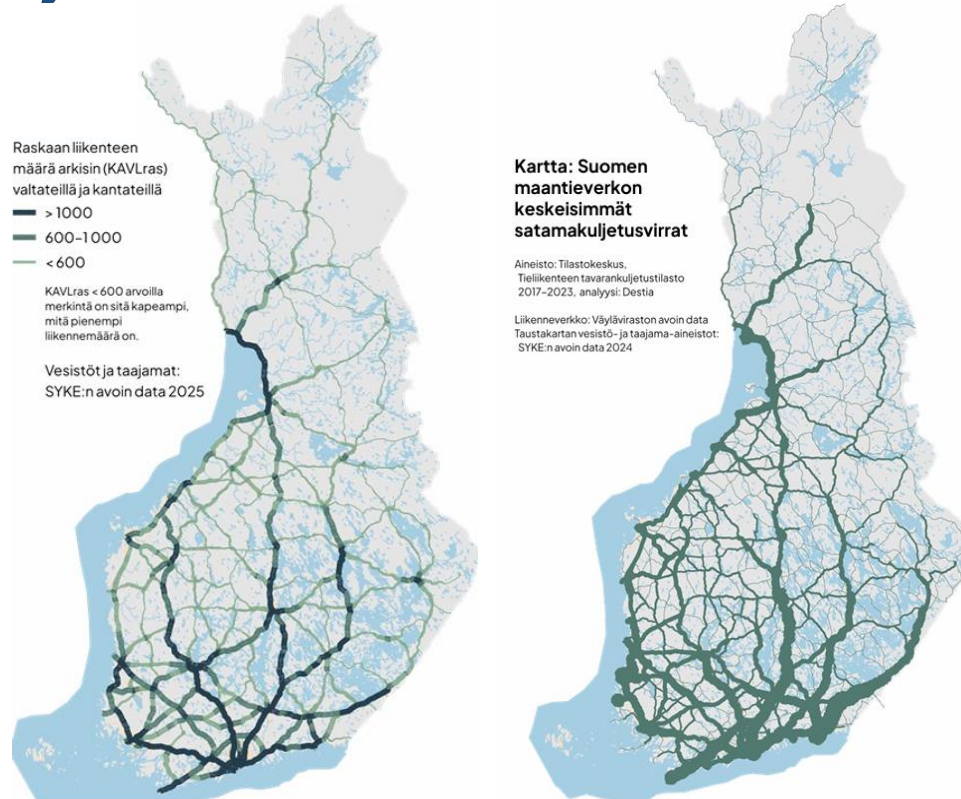 Raskaan liikenteen
määrä arkisin (KAVLras)
valtateillä ja kantateillä
> 1000
600–1 000
< 600
KAVLras < 600 arvoilla
merkintä on sitä kapeampi,
mitä pienempi
liikennemäärä on.
Vesistöt ja taajamat:
SYKE:n avoin data 2025
Kartta: Suomen
maantieverkon
keskeisimmät
satamakuljetusvirrat
Aineisto: Tilastokeskus,
Tieliikenteen tavarankuljetustilasto
2017–2023, analyysi: Destia
Liikenneverkko: Väyläviraston avoin data
Taustakartan vesistö- ja taajama-aineistot:
SYKE:n avoin data 2024